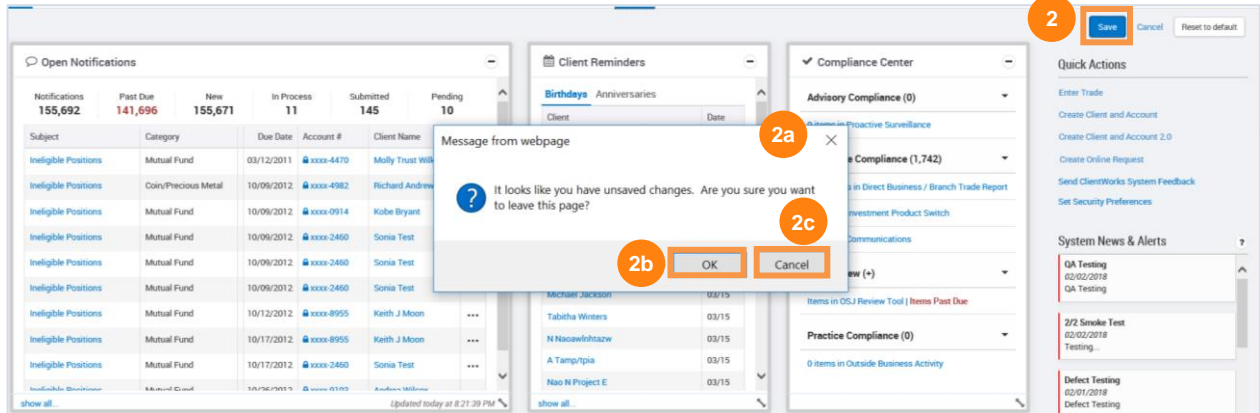 2
Save Cancel Reset to default
Open Notifications
Notifications Past Due New In Process Submitted Pending
155,692 141,696 155,671 11 145 10
Subject Category Due Date Account # Client Name
Ineligible Positions Mutual Fund 03/12/2011 xxxx-4470 Molly Trust
Ineligible Positions Coin/Precious Metal 10/09/2012 xxxx-4982 Richard Andrew
Ineligible Positions Mutual Fund 10/09/2012 xxxx-0914 Kobe Bryant
Ineligible Positions Mutual Fund 10/09/2012 xxxx-2460 Sonia Test
Ineligible Positions Mutual Fund 10/09/2012 xxxx-2460 Sonia Test
Ineligible Positions Mutual Fund 10/09/2012 xxxx-2460 Sonia Test
Ineligible Positions Mutual Fund 10/12/2012 xxxx-8955 Keith J Moon
Ineligible Positions Mutual Fund 10/17/2012 xxxx-8955 Keith J Moon
Ineligible Positions Mutual Fund 10/17/2012 xxxx-2460 Sonia Test
show all... Updated today at 8:21:39 PM
Client Reminders
Birthdays Anniversaries
Client Date
Michael Jackson 03/15
Tabitha Winters 03/15
N Naoawlnhtazw 03/15
A Tamp/tpia 03/15
Nao N Project E 03/15
show all...
Message from webpage
2a
It looks like you have unsaved changes. Are you sure you want
to leave this page?
2c
2b
OK Cancel
Compliance Center
Advisory Compliance (0)
0 items in Proactive Surveillance
Compliance (1,742)
in Direct Business / Branch Trade Report
Investment Product Switch
Communications
(+)
Items in OSJ Review Tool | Items Past Due
Practice Compliance (0)
0 items in Outside Business Activity
Quick Actions
Enter Trade
Create Client and Account
Create Client and Account 2.0
Create Online Request
Send ClientWorks System Feedback
Set Security Preferences
System News & Alerts ?
QA Testing
02/02/2018
QA Testing
2/2 Smoke Test
02/02/2018
Testing...
Defect Testing
02/01/2018
Defect Testing